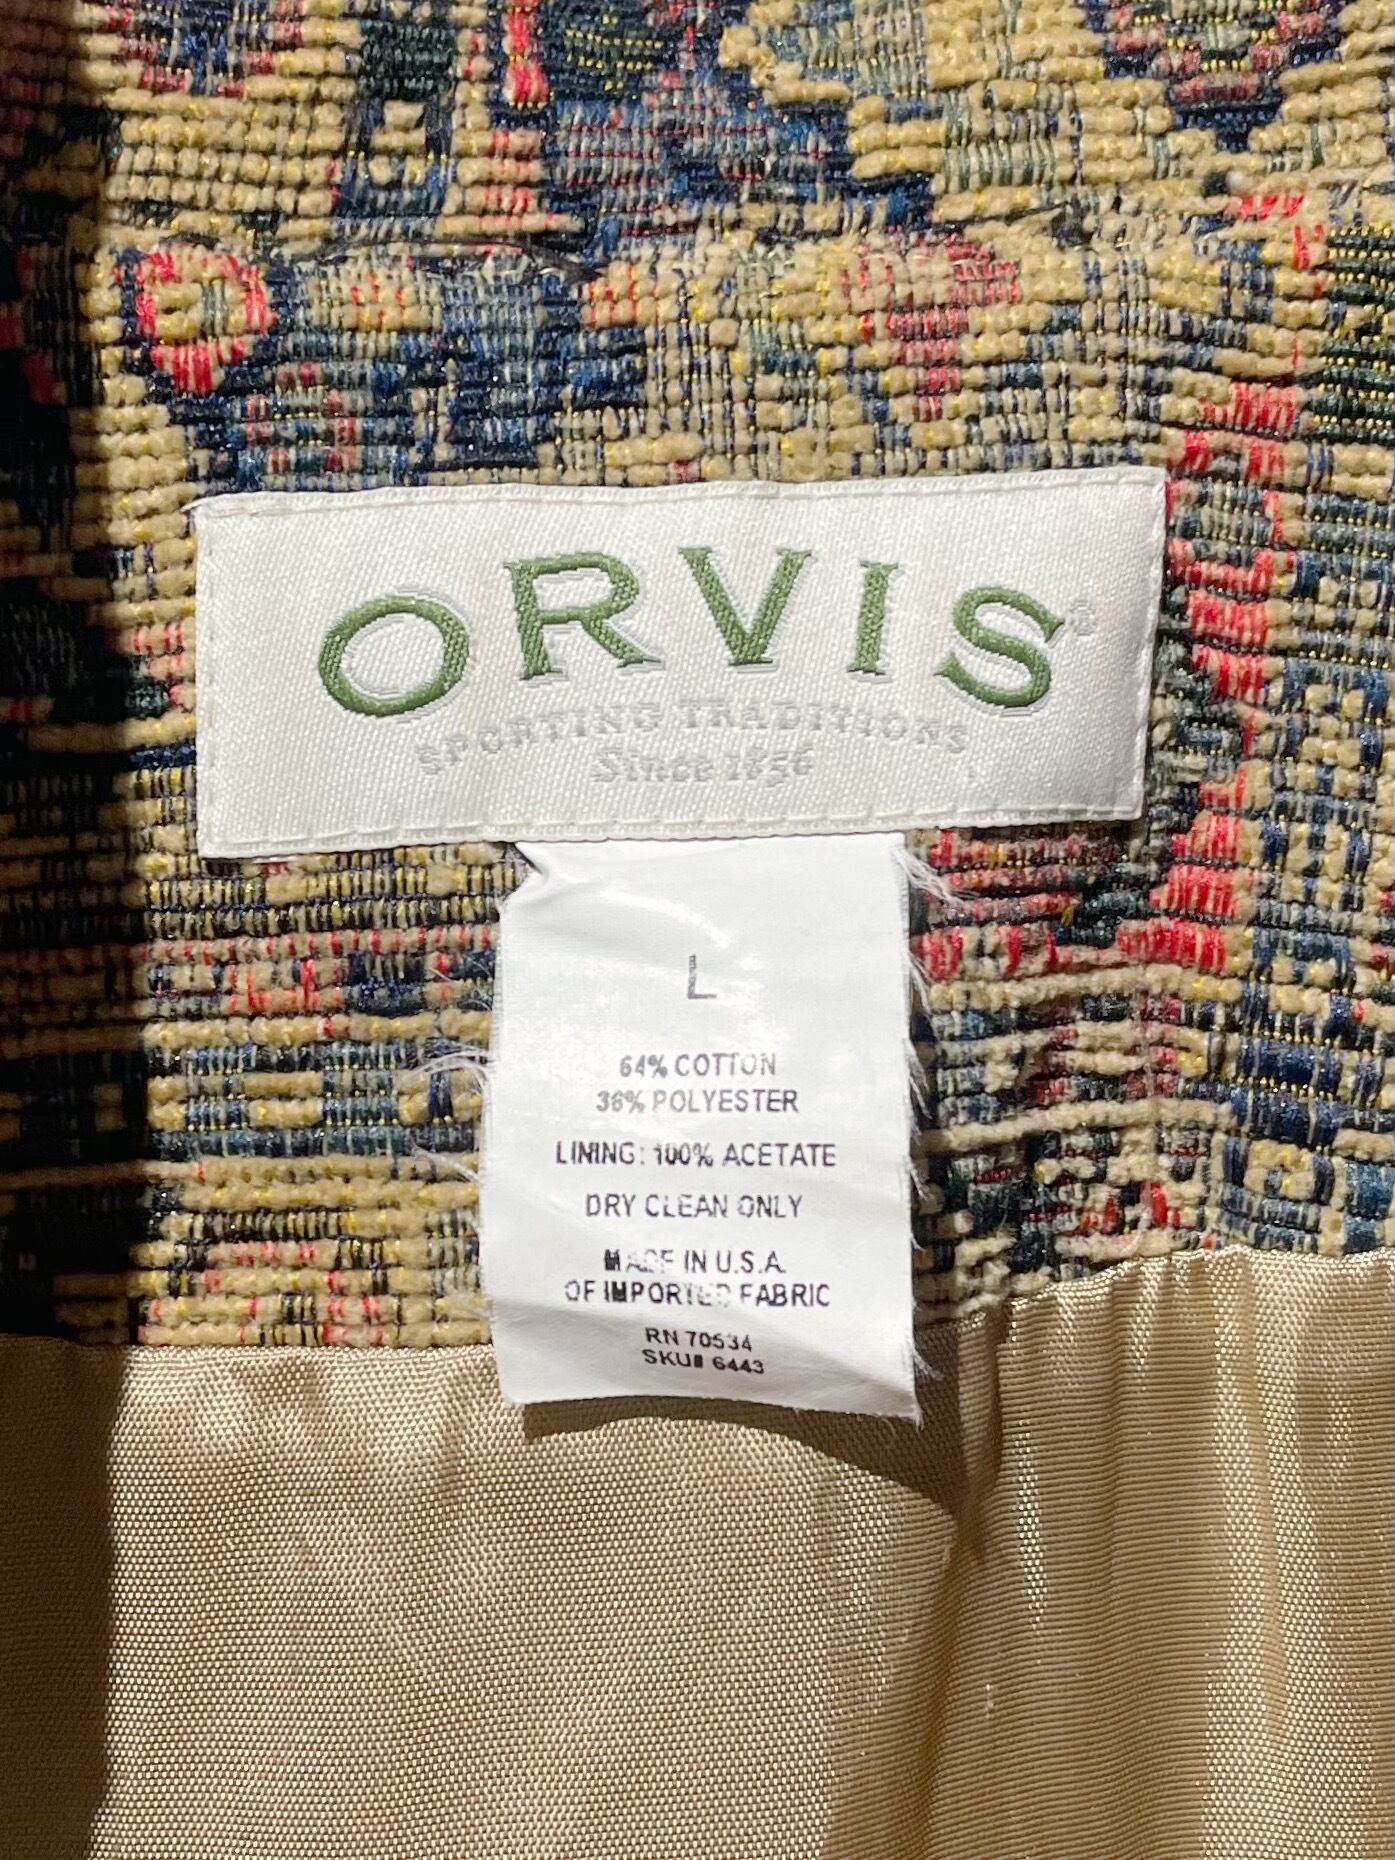 ORVIS®
SPORTING TRADITIONS
Since 1856
L
64% COTTON
36% POLYESTER
LINING: 100% ACETATE
DRY CLEAN ONLY
MADE IN U.S.A.
OF IMPORTED FABRIC
RN 70534
SKU# 6443